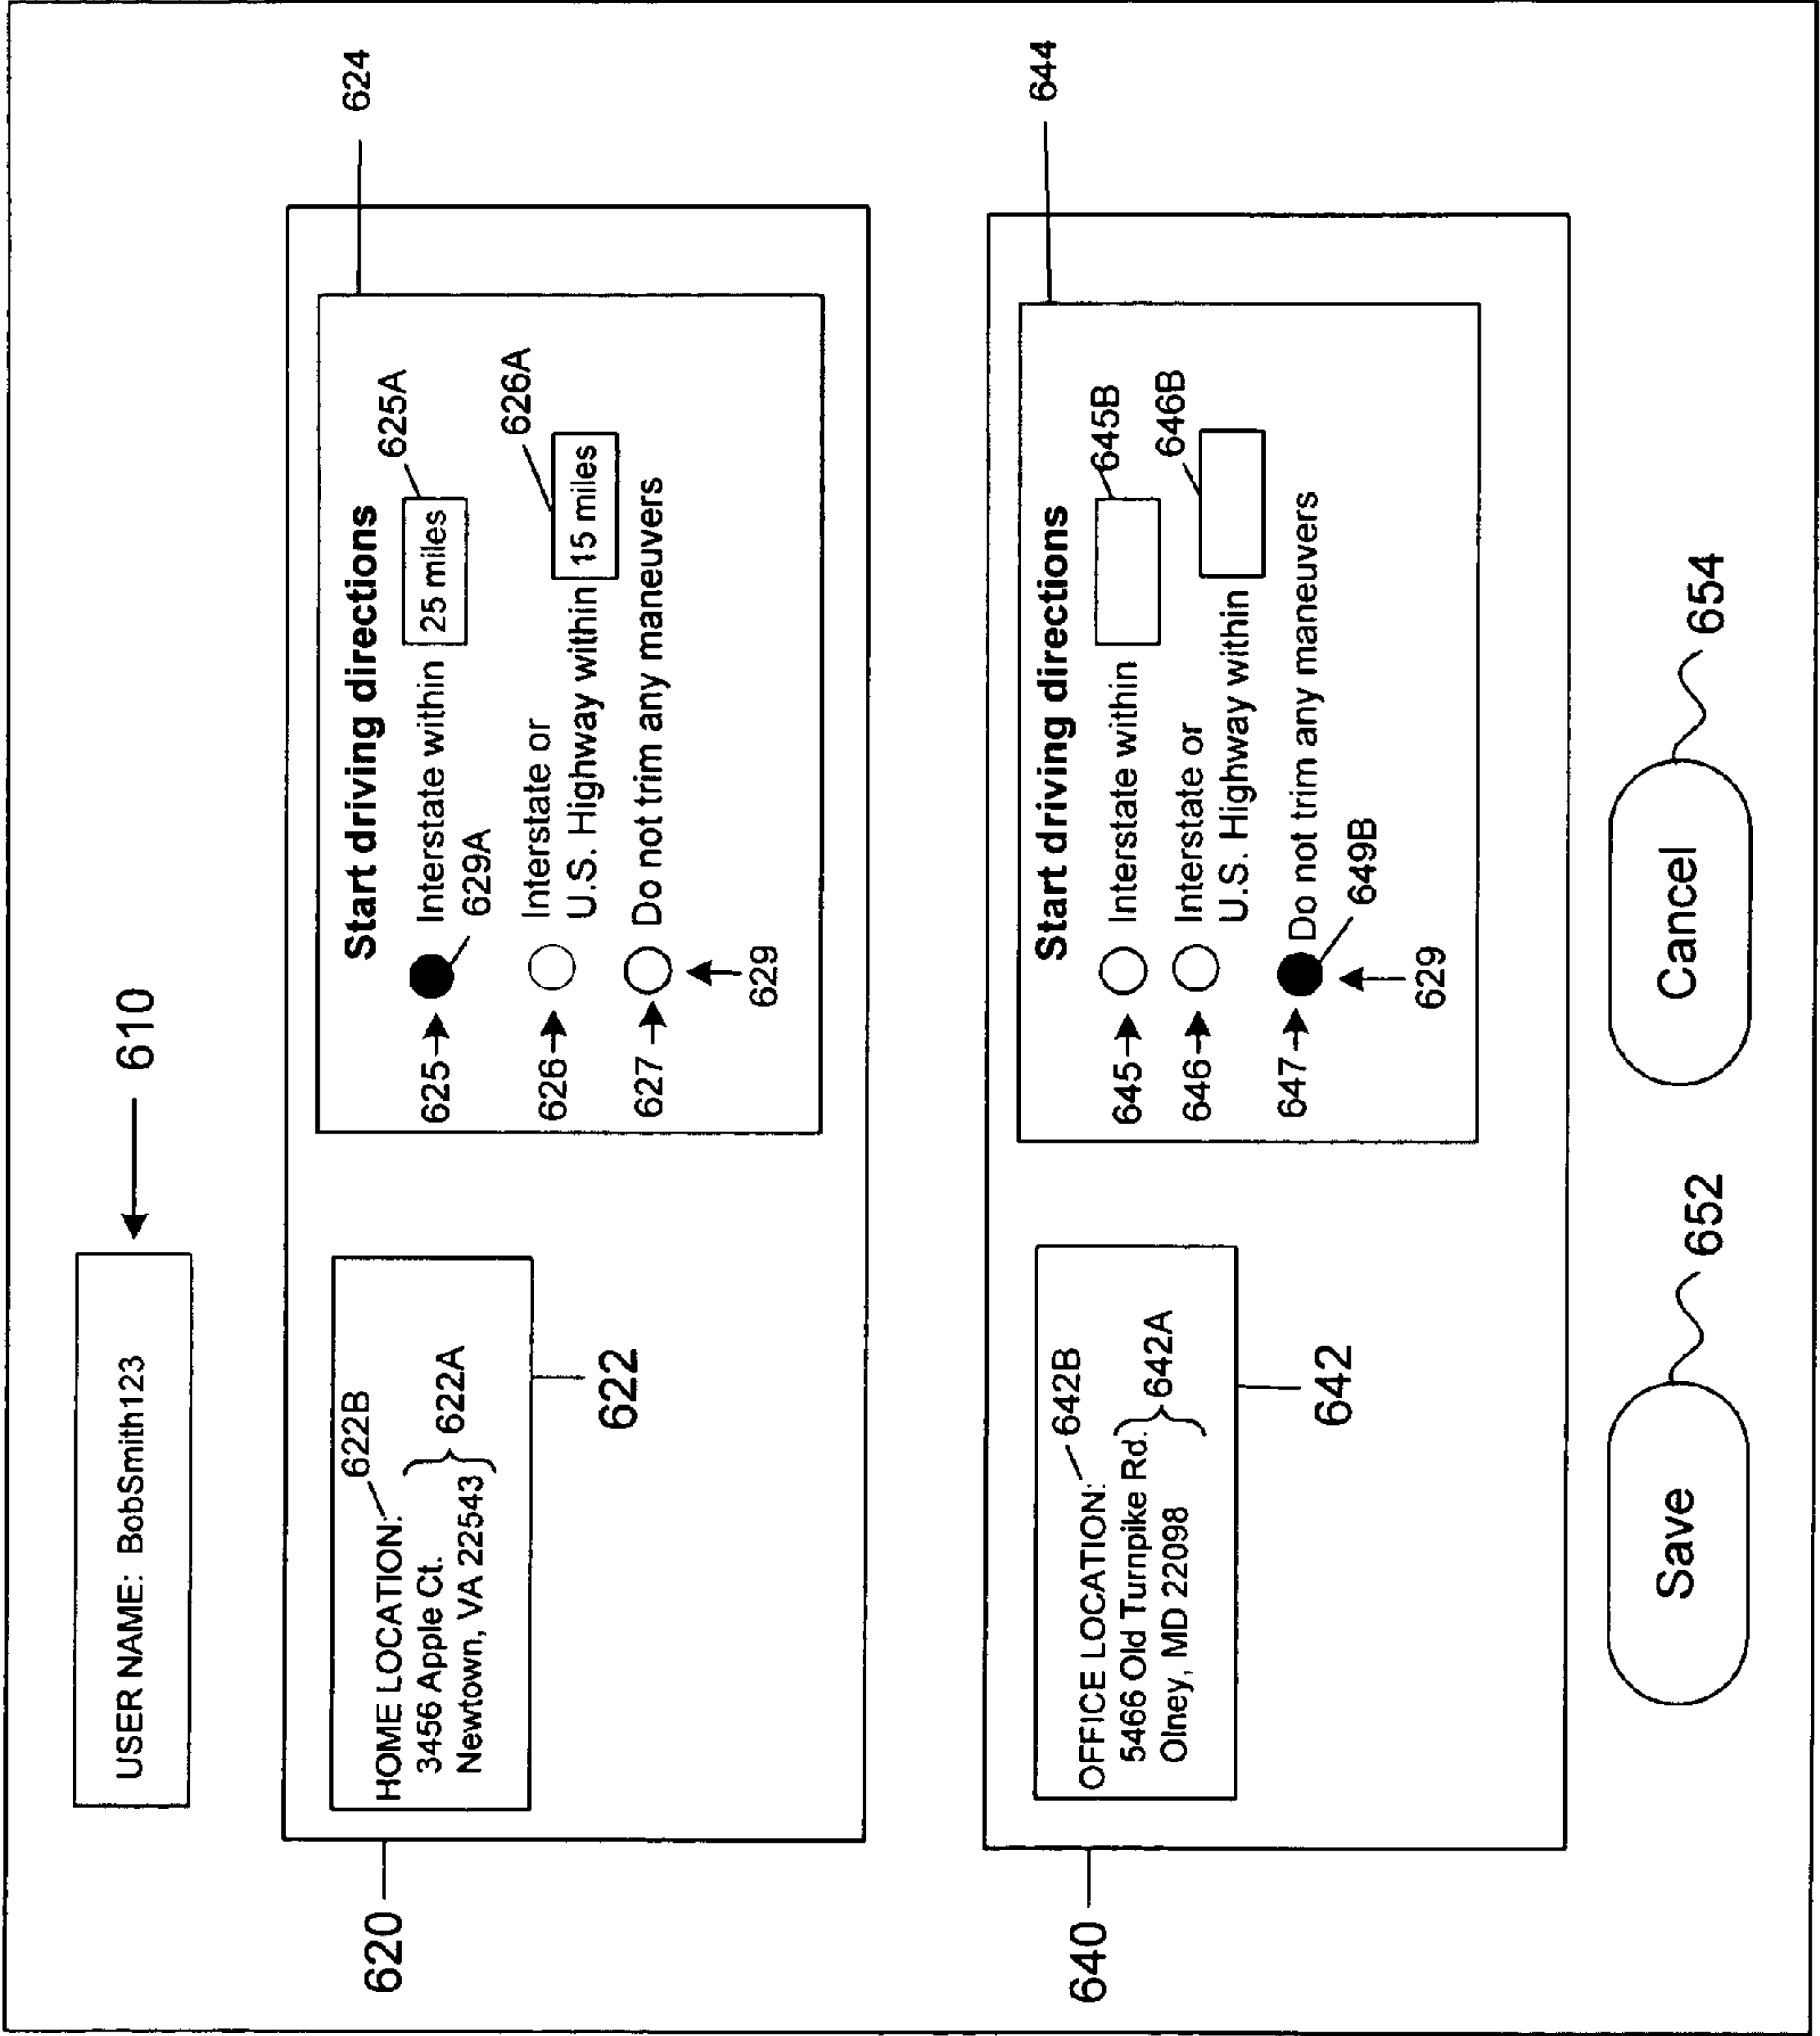 USER NAME: BobSmith123
610
620
HOME LOCATION:
622B
3456 Apple Ct.
Newtown, VA 22543
622A
622
624
Start driving directions
625
Interstate within
25 miles
625A
629A
626
Interstate or
U.S. Highway within
15 miles
626A
627
Do not trim any maneuvers
629
640
OFFICE LOCATION:
642B
5466 Old Turnpike Rd.
Olney, MD 22098
642A
642
644
Start driving directions
645
Interstate within
645B
646
Interstate or
U.S. Highway within
646B
647
Do not trim any maneuvers
649B
629
Save
652
Cancel
654